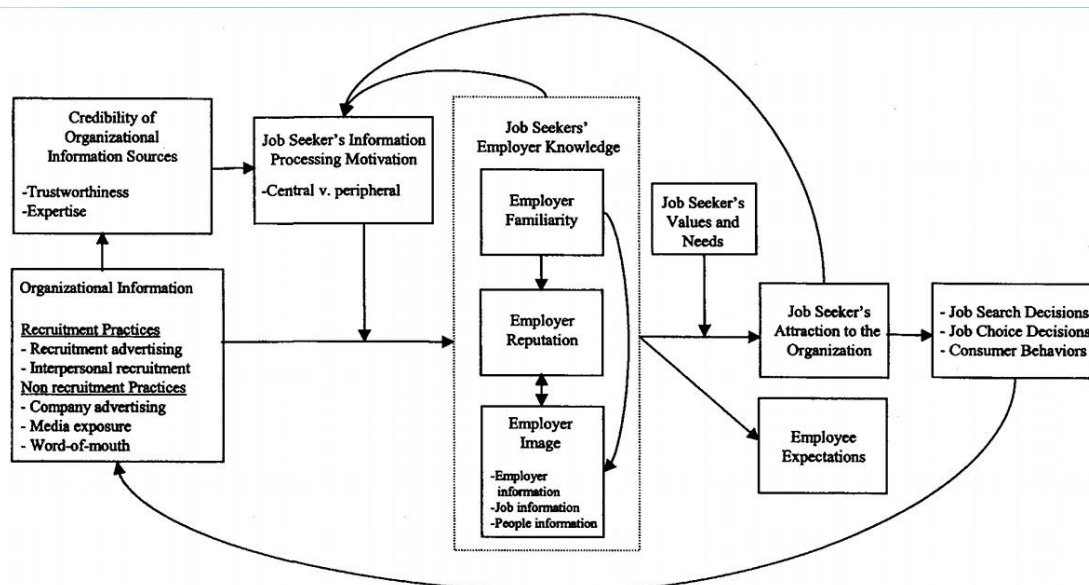 Credibility of
Organizational
Information Sources
-Trustworthiness
-Expertise
Job Seeker's Information
Processing Motivation
-Central v. peripheral
Organizational Information
Recruitment Practices
- Recruitment advertising
- Interpersonal recruitment
Non recruitment Practices
- Company advertising
- Media exposure
- Word-of-mouth
Job Seekers'
Employer Knowledge
Employer
Familiarity
Employer
Reputation
Employer
Image
-Employer
information
-Job information
-People information
Job Seeker's
Values and
Needs
Job Seeker's
Attraction to the
Organization
Employee
Expectations
- Job Search Decisions
- Job Choice Decisions
- Consumer Behaviors